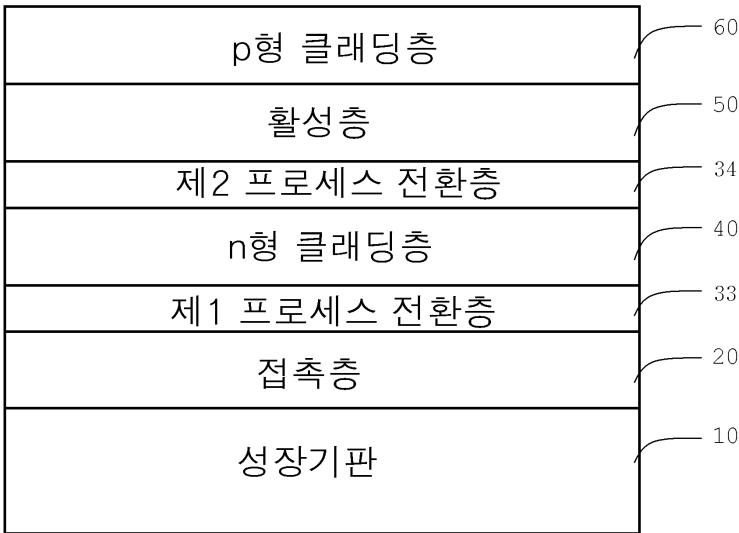 p형 클래딩층 60
활성층 50
제2 프로세스 전환층 34
n형 클래딩층 40
제1 프로세스 전환층 33
접촉층 20
성장기판 10